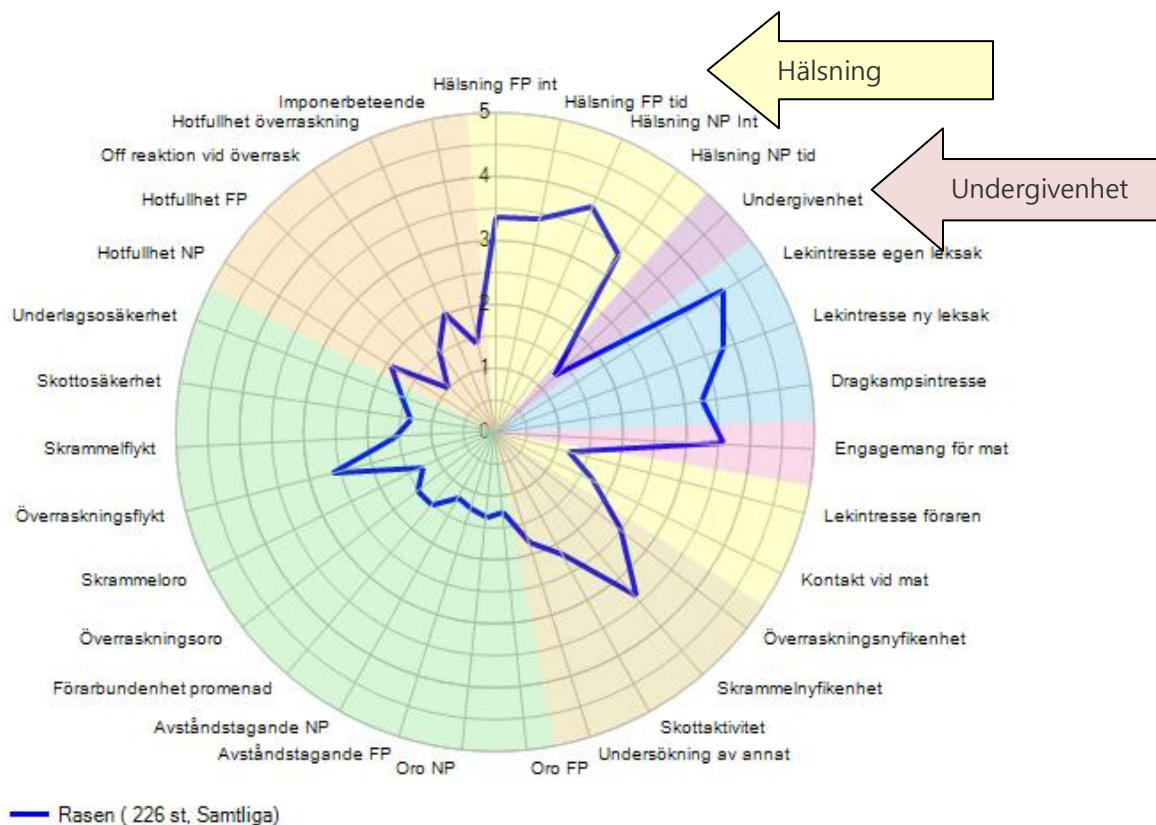 Hälsning
Undergivenhet
Hälsning FP int
Hälsning FP tid
Hälsning NP Int
Hälsning NP tid
Undergivenhet
Lekintresse egen leksak
Lekintresse ny leksak
Dragkampsintresse
Engagemang för mat
Lekintresse föraren
Kontakt vid mat
Överraskningsnyfikenhet
Skrammelnyfikenhet
Skottaktivitet
Undersökning av annat
Oro FP
Oro NP
Avståndstagande FP
Avståndstagande NP
Förarbundenhet promenad
Överraskningsoro
Skrammeloro
Överraskningsflykt
Skrammelflykt
Skottosäkerhet
Underlagsosäkerhet
Hotfullhet NP
Hotfullhet FP
Off reaktion vid överrask
Hotfullhet överraskning
Imponerbeteende
5
4
3
2
1
0
Rasen ( 226 st, Samtliga)